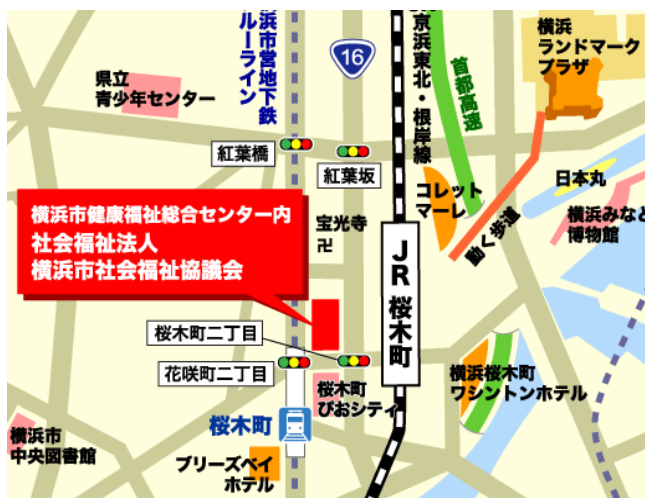 横浜市営地下鉄
ブルーライン
16
京浜東北・根岸線
首都高速
横浜
ランドマーク
プラザ
県立
青少年センター
紅葉橋
紅葉坂
コレット
マーレ
動く歩道
日本丸
横浜みなと
博物館
横浜市健康福祉総合センター内
社会福祉法人
横浜市社会福祉協議会
宝光寺
卍
JR桜木町
桜木町二丁目
花咲町二丁目
桜木町
ぴおシティ
横浜桜木町
ワシントンホテル
桜木町
横浜市
中央図書館
ブリーズベイ
ホテル